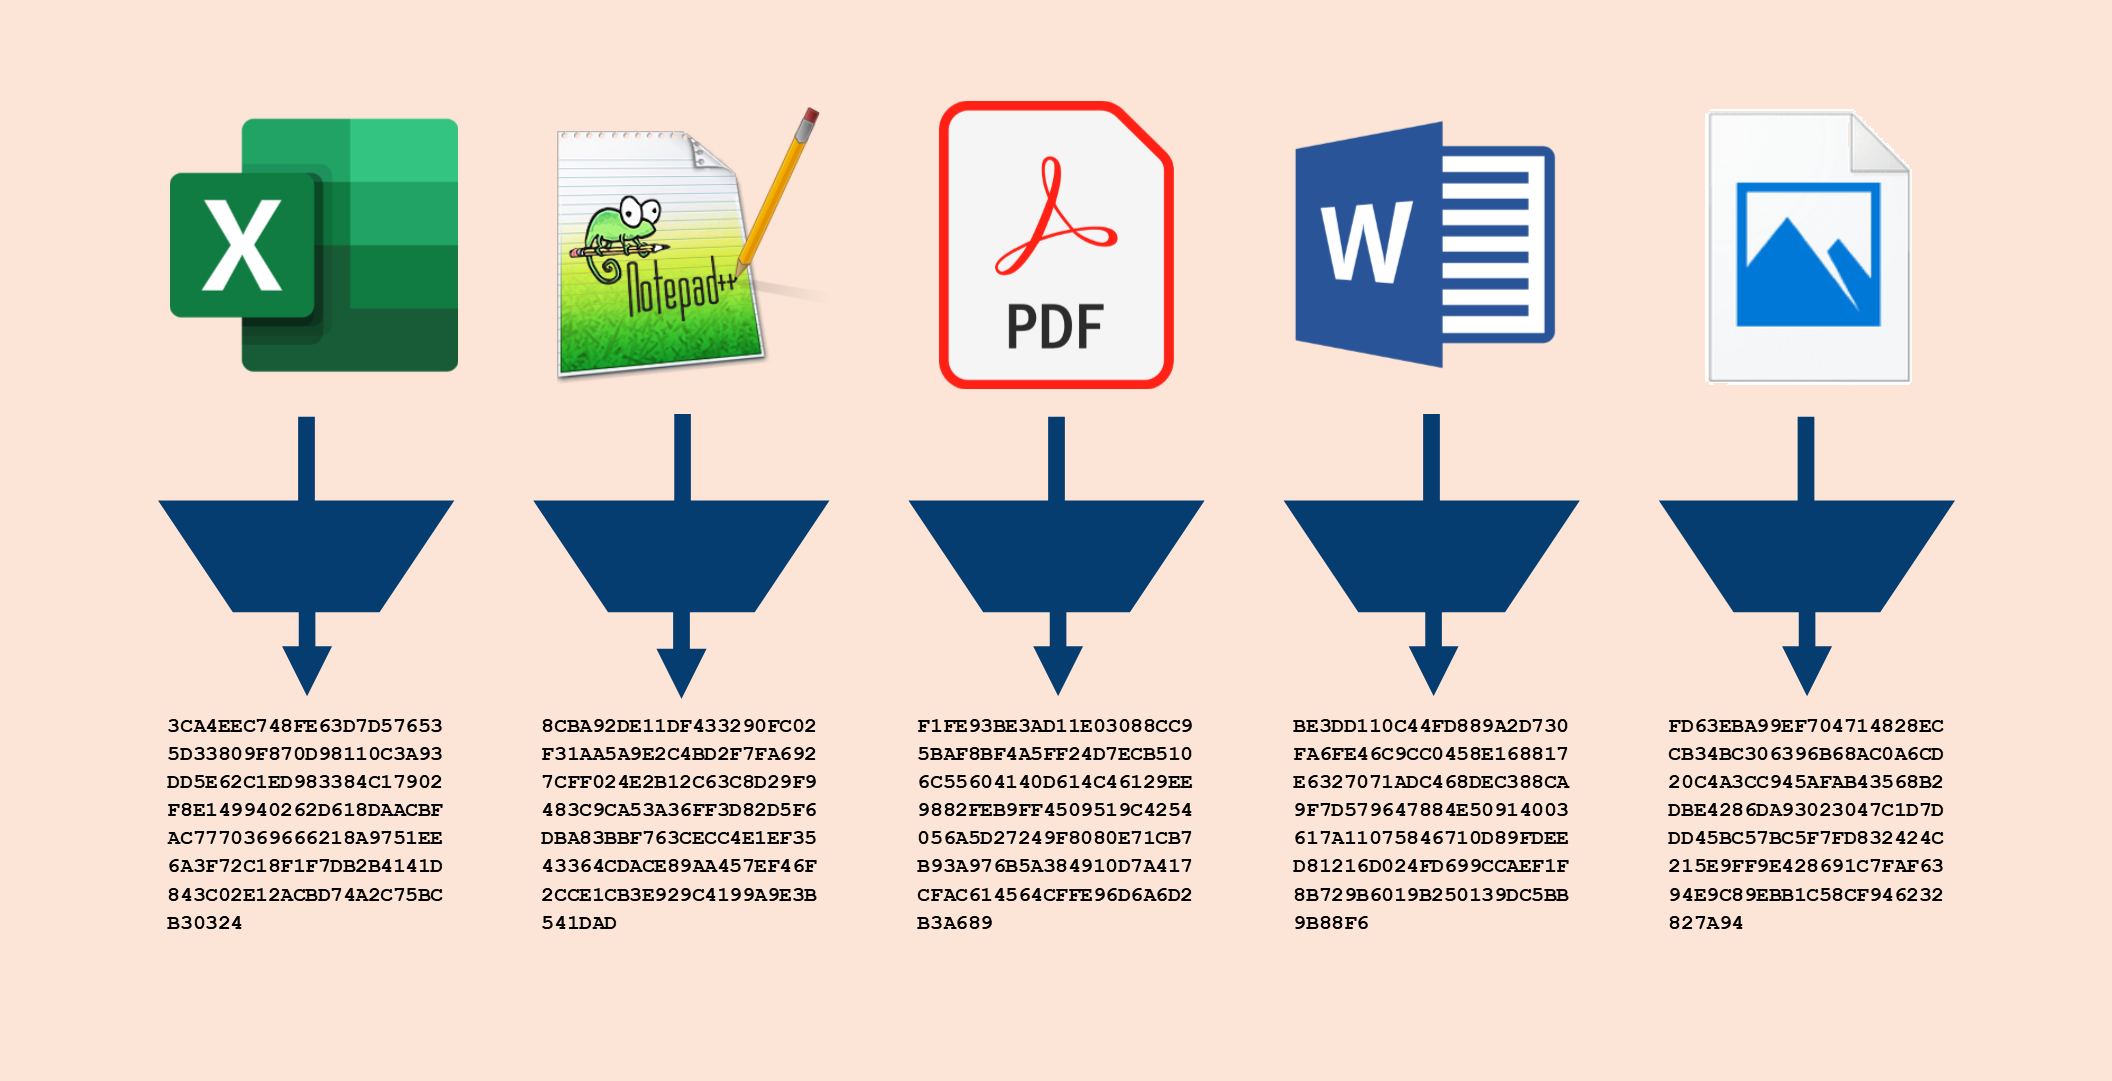 X
Notepad++
PDF
W
3CA4EEC748FE63D7D57653
5D33809F870D98110C3A93
DD5E62C1ED983384C17902
F8E149940262D618DAACBF
AC7770369666218A9751EE
6A3F72C18F1F7DB2B4141D
843C02E12ACBD74A2C75BC
B30324
8CBA92DE11DF433290FC02
F31AA5A9E2C4BD2F7FA692
7CFF024E2B12C63C8D29F9
483C9CA53A36FF3D82D5F6
DBA83BBF763CECC4E1EF35
43364CDACE89AA457EF46F
2CCE1CB3E929C4199A9E3B
541DAD
F1FE93BE3AD11E03088CC9
5BAF8BF4A5FF24D7ECB510
6C55604140D614C46129EE
9882FEB9FF4509519C4254
056A5D27249F8080E71CB7
B93A976B5A384910D7A417
CFAC614564CFFE96D6A6D2
B3A689
BE3DD110C44FD889A2D730
FA6FE46C9CC0458E168817
E6327071ADC468DEC388CA
9F7D579647884E50914003
617A11075846710D89FDEE
D81216D024FD699CCAEF1F
8B729B6019B250139DC5BB
9B88F6
FD63EBA99EF704714828EC
CB34BC306396B68AC0A6CD
20C4A3CC945AFAB43568B2
DBE4286DA93023047C1D7D
DD45BC57BC5F7FD832424C
215E9FF9E428691C7FAF63
94E9C89EBB1C58CF946232
827A94